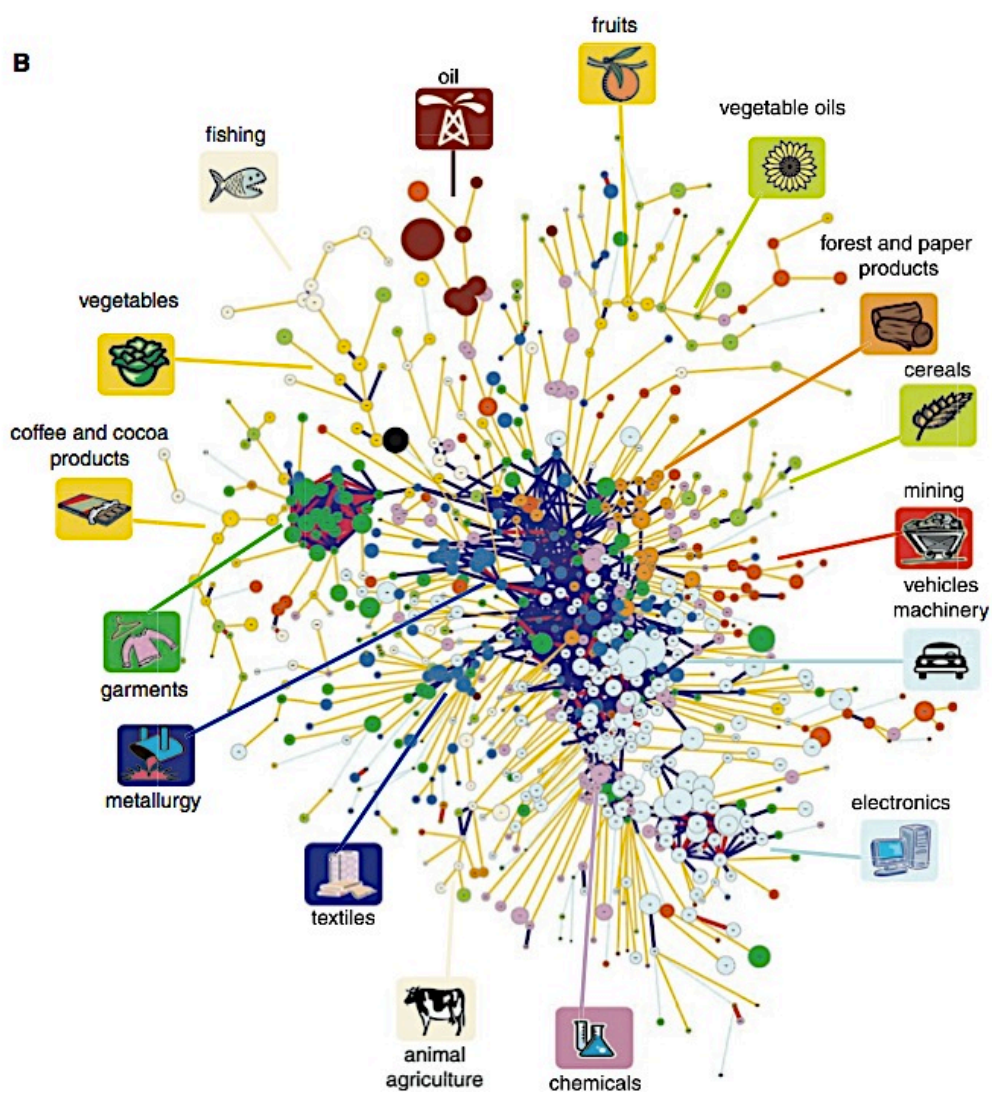 B
fruits
oil
vegetable oils
fishing
forest and paper
products
vegetables
cereals
coffee and cocoa
products
mining
vehicles
machinery
garments
metallurgy
electronics
textiles
animal
agriculture
chemicals